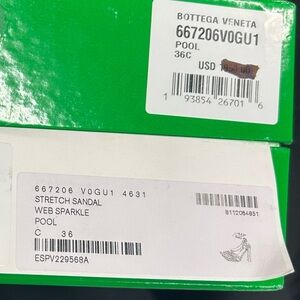 BOTTEGA VENETA
667206V0GU1
POOL
36C
USD
1 93854 26701 6
667206 V0GU1 4631
STRETCH SANDAL
WEB SPARKLE
POOL
C 36
8112064851
ESPV229568A